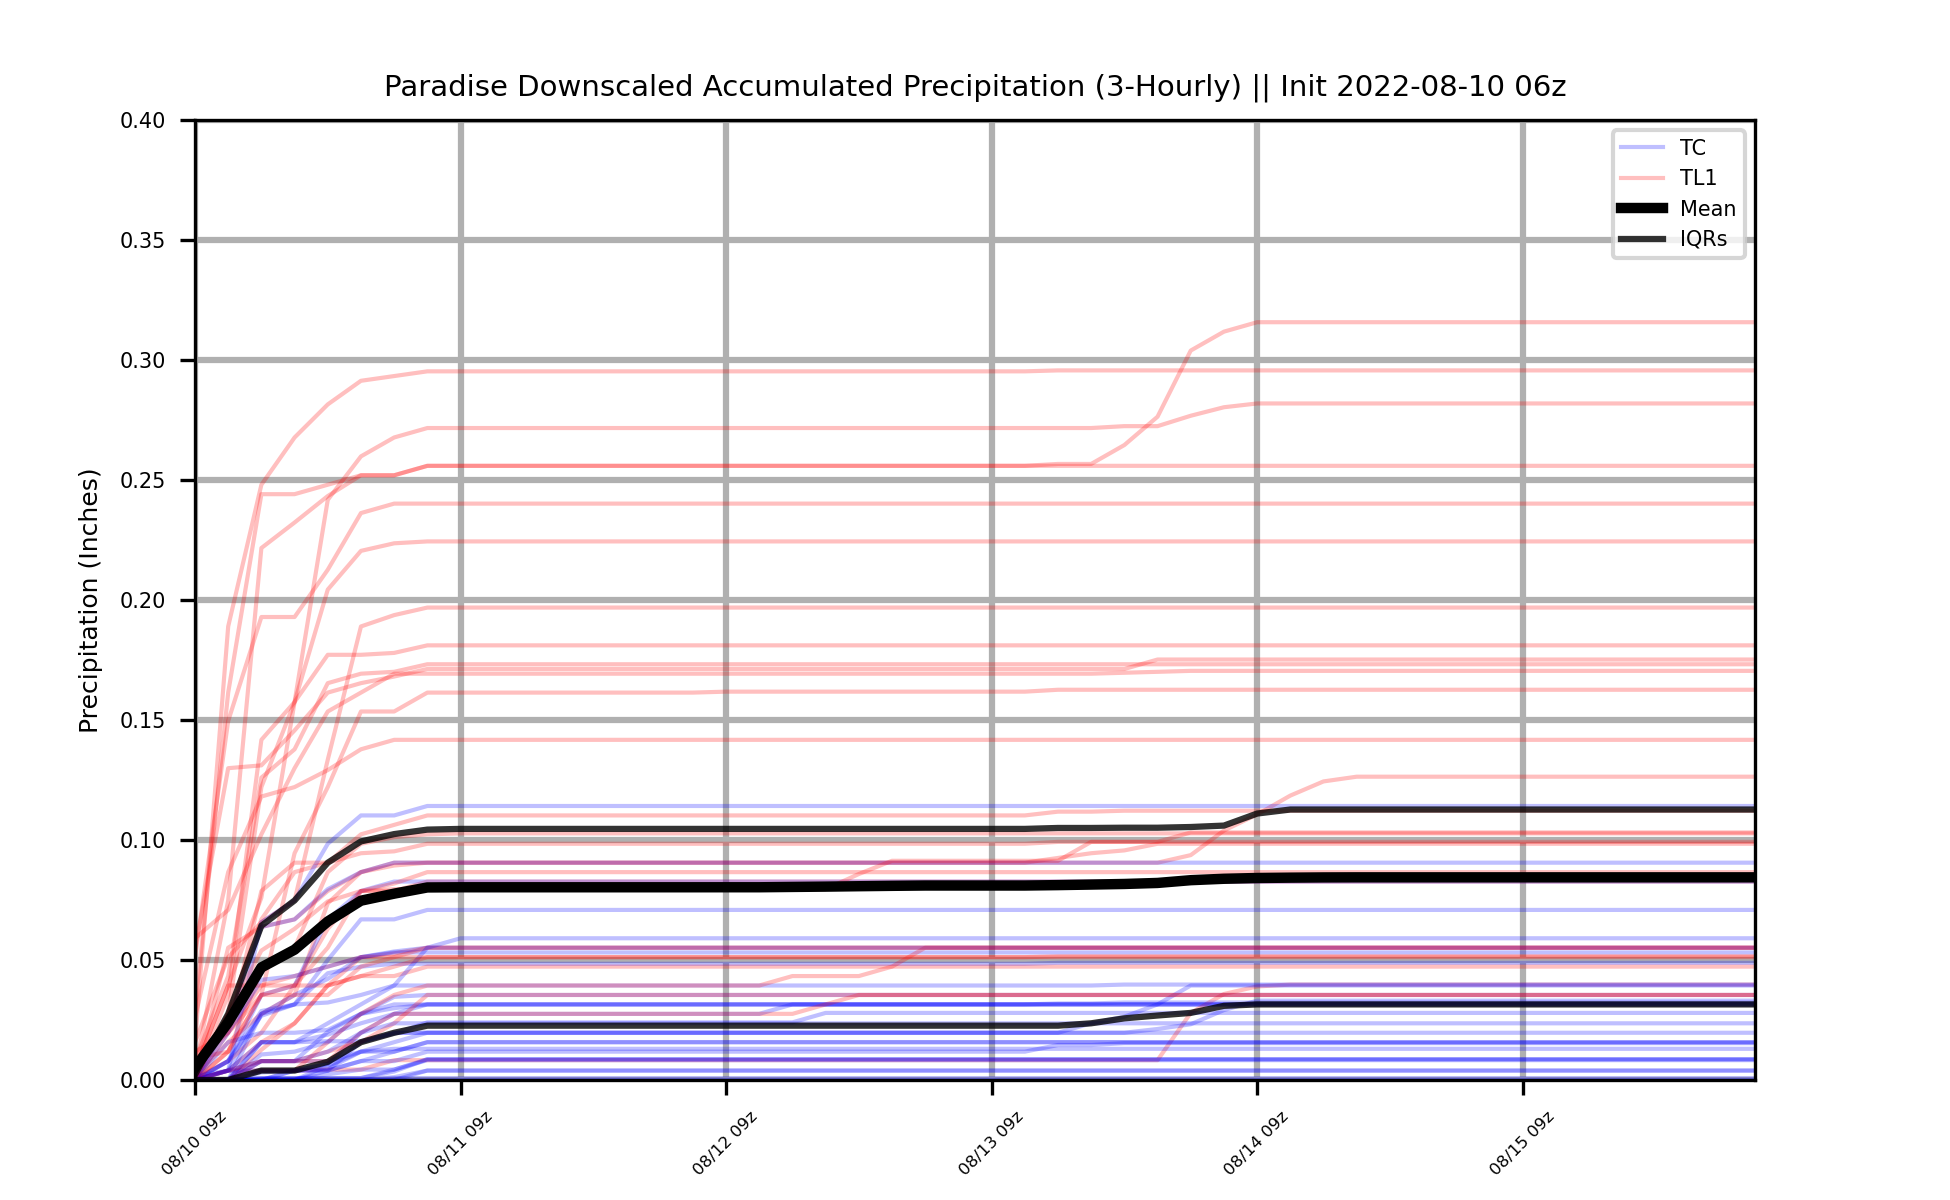 Paradise Downscaled Accumulated Precipitation (3-Hourly) || Init 2022-08-10 06z
TC
TL1
Mean
IQRs
Precipitation (Inches)
0.40
0.35
0.30
0.25
0.20
0.15
0.10
0.05
0.00
08/10 09z
08/11 09z
08/12 09z
08/13 09z
08/14 09z
08/15 09z